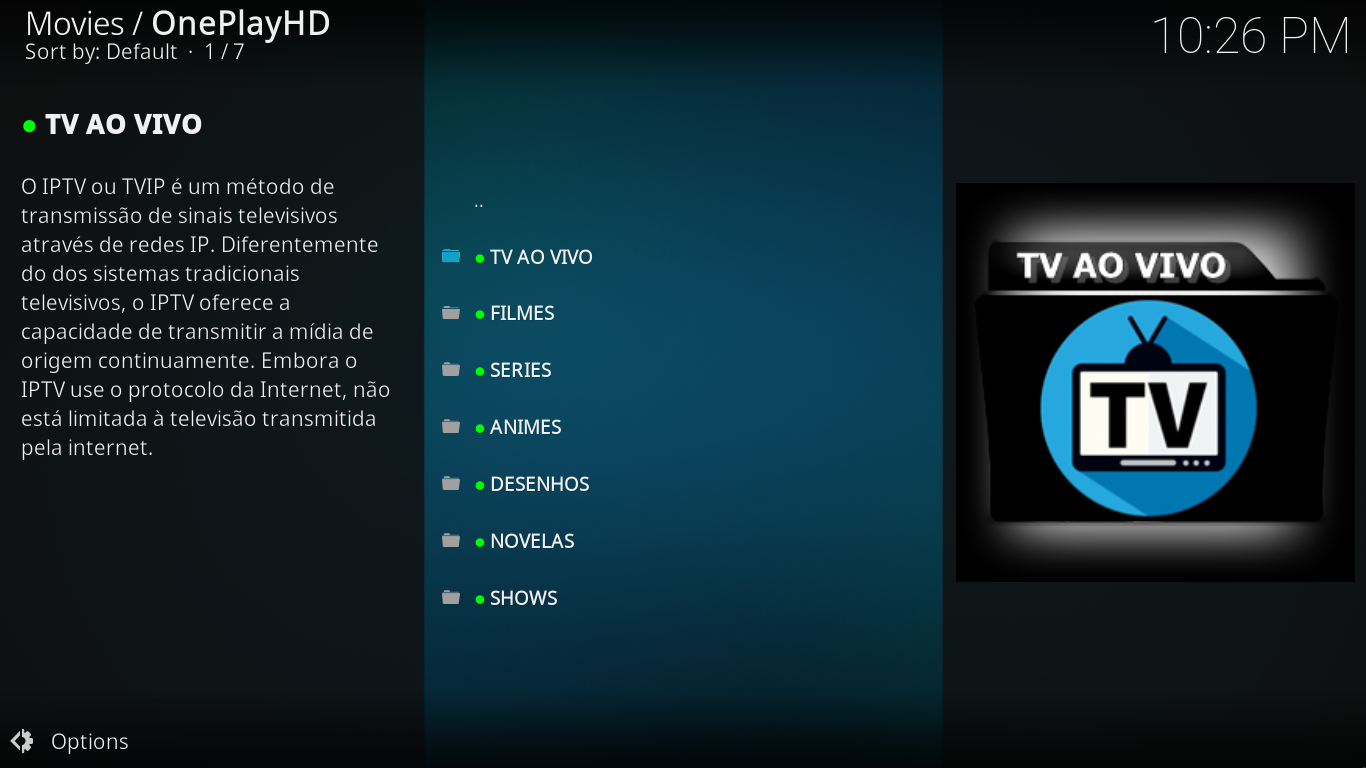 Movies / OnePlayHD
Sort by: Default · 1 / 7
10:26 PM
● TV AO VIVO
O IPTV ou TVIP é um método de
transmissão de sinais televisivos
através de redes IP. Diferentemente
do dos sistemas tradicionais
televisivos, o IPTV oferece a
capacidade de transmitir a mídia de
origem continuamente. Embora o
IPTV use o protocolo da Internet, não
está limitada à televisão transmitida
pela internet.
..
● TV AO VIVO
● FILMES
● SERIES
● ANIMES
● DESENHOS
● NOVELAS
● SHOWS
TV AO VIVO
TV
Options